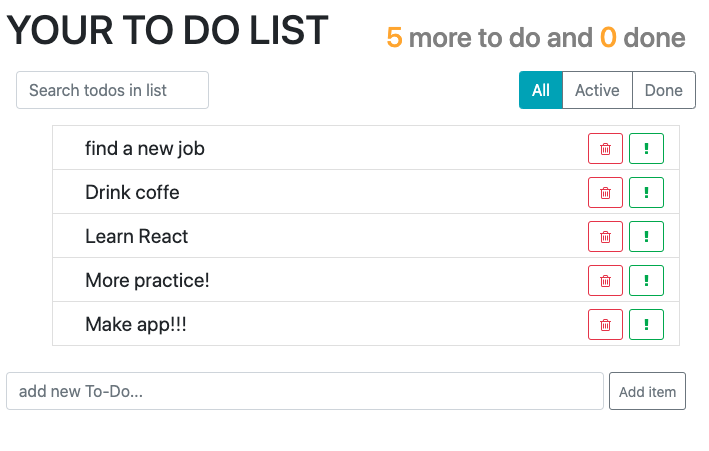 YOUR TO DO LIST
5 more to do and 0 done
Search todos in list
All Active Done
find a new job
Drink coffe
Learn React
More practice!
Make app!!!
add new To-Do...
Add item